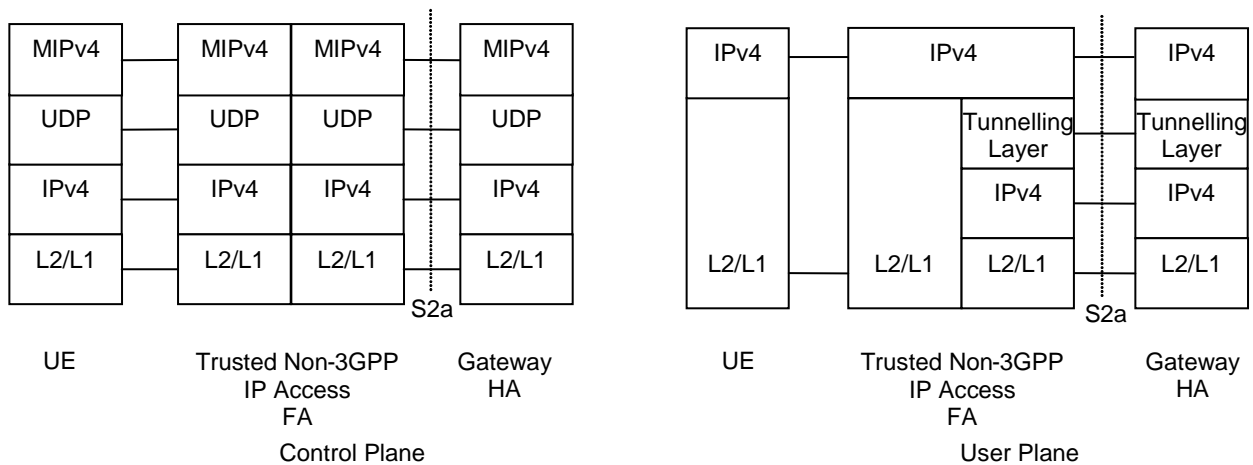 MIPv4 MIPv4 MIPv4 MIPv4
UDP UDP UDP UDP
IPv4 IPv4 IPv4 IPv4
L2/L1 L2/L1 L2/L1 L2/L1
S2a
UE Trusted Non-3GPP Gateway
IP Access HA
FA
Control Plane
IPv4 IPv4 IPv4
Tunnelling Tunnelling
Layer Layer
IPv4 IPv4
L2/L1 L2/L1 L2/L1 L2/L1
S2a
UE Trusted Non-3GPP Gateway
IP Access HA
FA
User Plane